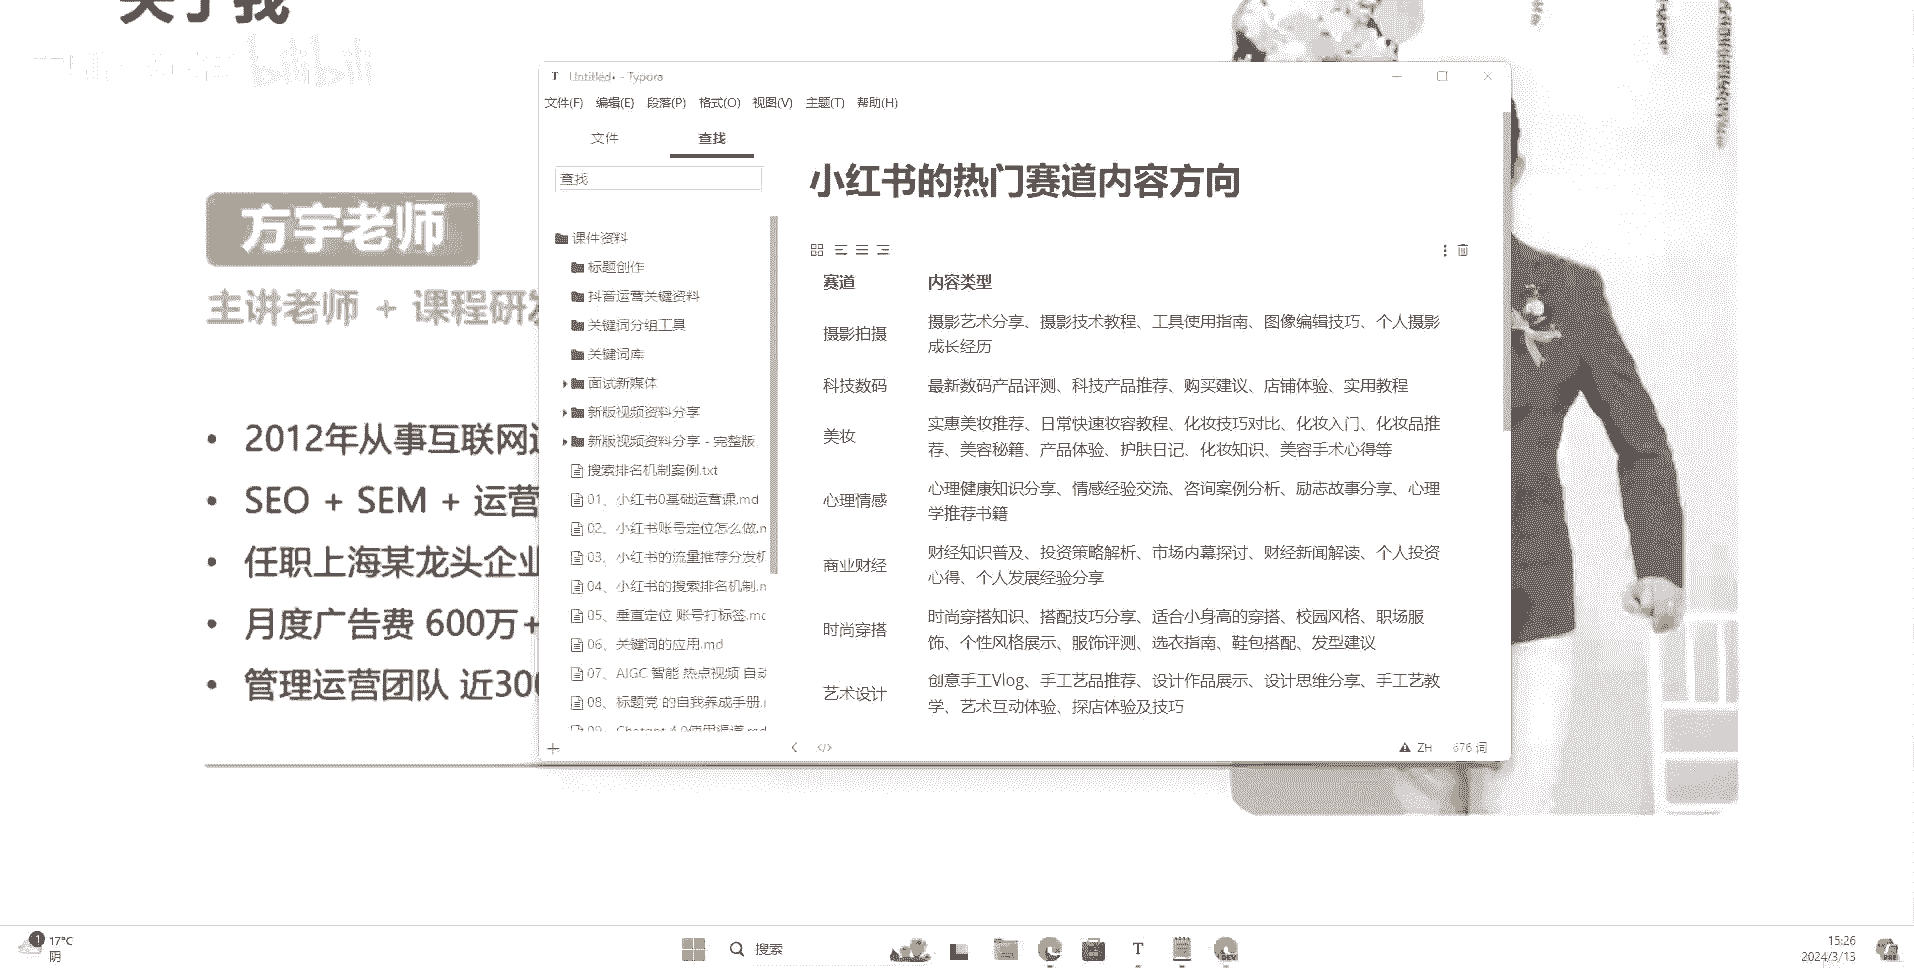 关于我
bilibili
方宇老师
主讲老师 + 课程研发
2012年从事互联网
SEO + SEM + 运营
任职上海某龙头企业
月度广告费 600万+
管理运营团队 近300
Untitled• - Typora
文件(F) 编辑(E) 段落(P) 格式(O) 视图(V) 主题(T) 帮助(H)
文件 查找
查找
课件资料
标题创作
抖音运营关键资料
关键词分组工具
关键词库
面试新媒体
新版视频资料分享
新版视频资料分享 - 完整版
搜索排名机制案例.txt
01、小红书0基础运营课.md
02、小红书账号定位怎么做.m
03、小红书的流量推荐分发机
04、小红书的搜索排名机制.m
05、垂直定位 账号打标签.md
06、关键词的应用.md
07、AIGC 智能 热点视频 自动
08、标题党 的自我养成手册.
09、Chatgpt 4.0使用渠道.md
小红书的热门赛道内容方向
赛道 内容类型
摄影拍摄 摄影艺术分享、摄影技术教程、工具使用指南、图像编辑技巧、个人摄影
成长经历
科技数码 最新数码产品评测、科技产品推荐、购买建议、店铺体验、实用教程
美妆 实惠美妆推荐、日常快速妆容教程、化妆技巧对比、化妆入门、化妆品推
荐、美容秘籍、产品体验、护肤日记、化妆知识、美容手术心得等
心理情感 心理健康知识分享、情感经验交流、咨询案例分析、励志故事分享、心理
学推荐书籍
商业财经 财经知识普及、投资策略解析、市场内幕探讨、财经新闻解读、个人投资
心得、个人发展经验分享
时尚穿搭 时尚穿搭知识、搭配技巧分享、适合小身高的穿搭、校园风格、职场服
饰、个性风格展示、服饰评测、选衣指南、鞋包搭配、发型建议
艺术设计 创意手工Vlog、手工艺品推荐、设计作品展示、设计思维分享、手工艺教
学、艺术互动体验、探店体验及技巧
ZH 676 词
1 17°C
阴
搜索
T
DEV
15:26
2024/3/13
PRE